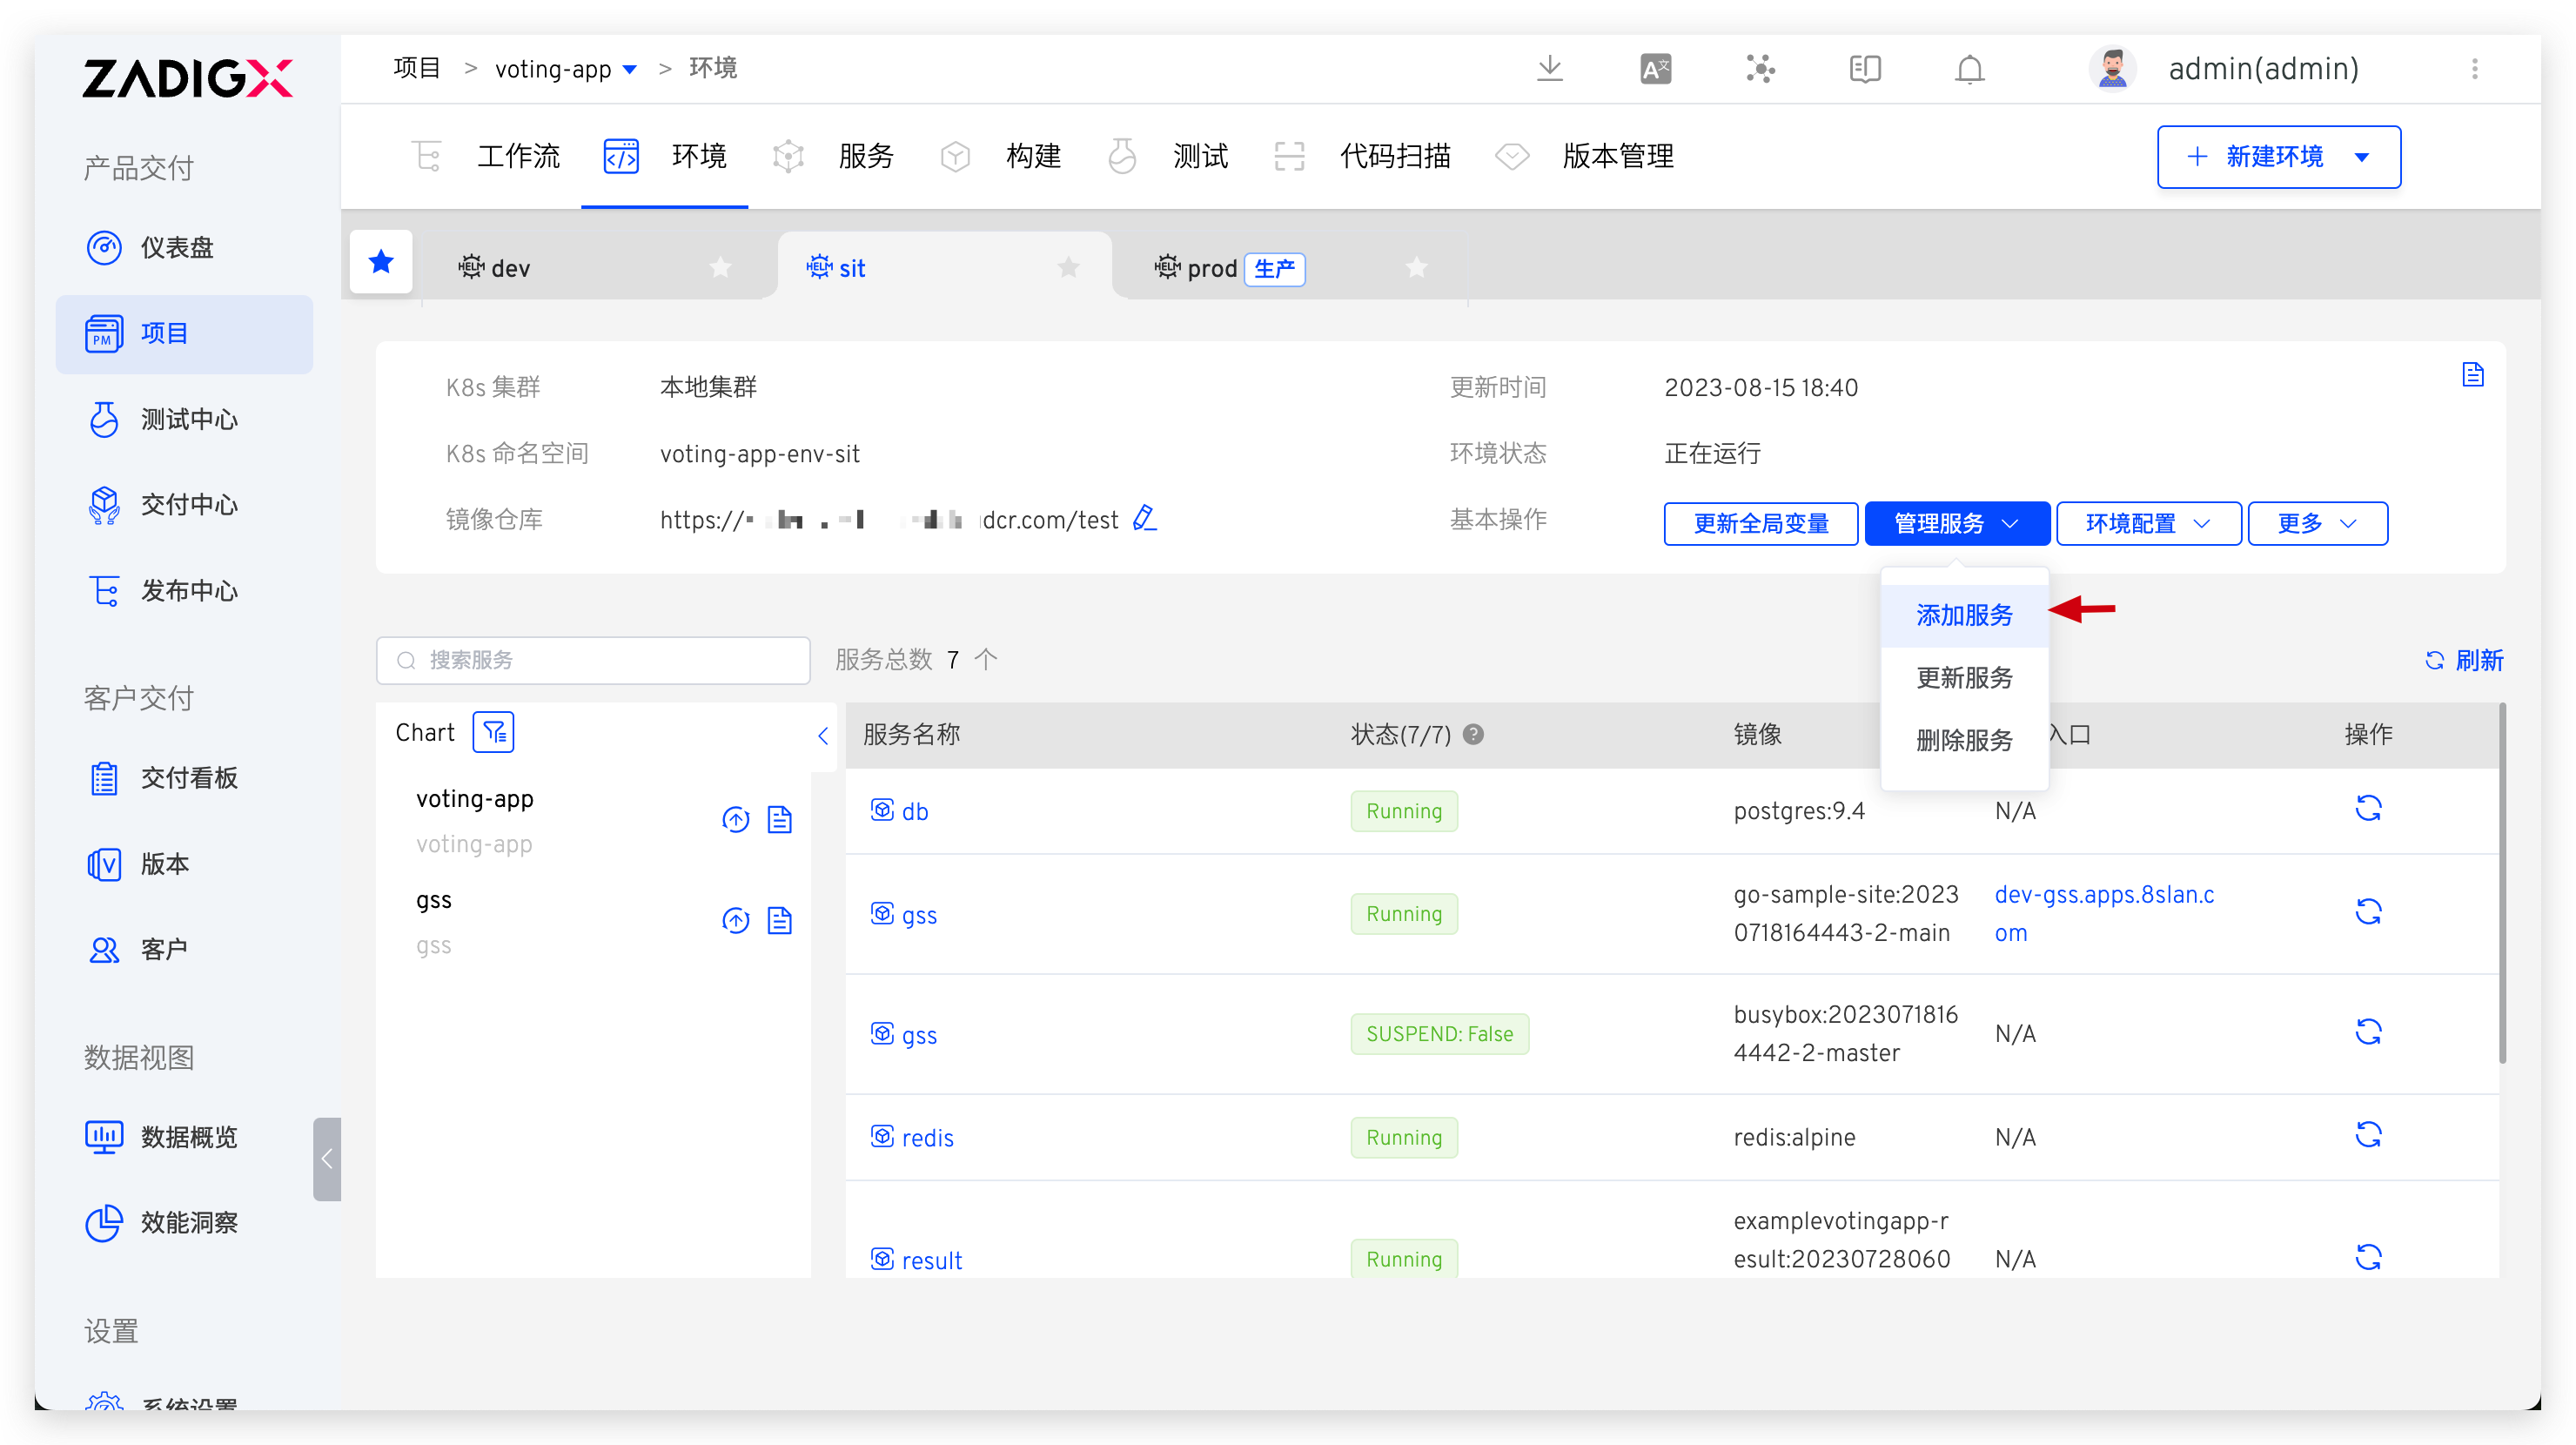 ZADIGX
产品交付
仪表盘
PM
项目
测试中心
交付中心
发布中心
客户交付
交付看板
版本
客户
数据视图
数据概览
效能洞察
设置
系统设置
项目 > voting-app > 环境
admin(admin)
工作流 环境 服务 构建 测试 代码扫描 版本管理
新建环境
HELM dev
HELM sit
HELM prod 生产
K8s 集群 本地集群 更新时间 2023-08-15 18:40
K8s 命名空间 voting-app-env-sit 环境状态 正在运行
镜像仓库 https:// dcr.com/test 基本操作 更新全局变量 管理服务 环境配置 更多
添加服务
更新服务
删除服务
搜索服务 服务总数 7 个 刷新
Chart
voting-app
voting-app
gss
gss
服务名称 状态(7/7) ? 镜像 入口 操作
db Running postgres:9.4 N/A
gss Running go-sample-site:2023
0718164443-2-main
dev-gss.apps.8slan.c
om
gss SUSPEND: False busybox:2023071816
4442-2-master
N/A
redis Running redis:alpine N/A
result Running examplevotingapp-r
esult:20230728060
N/A